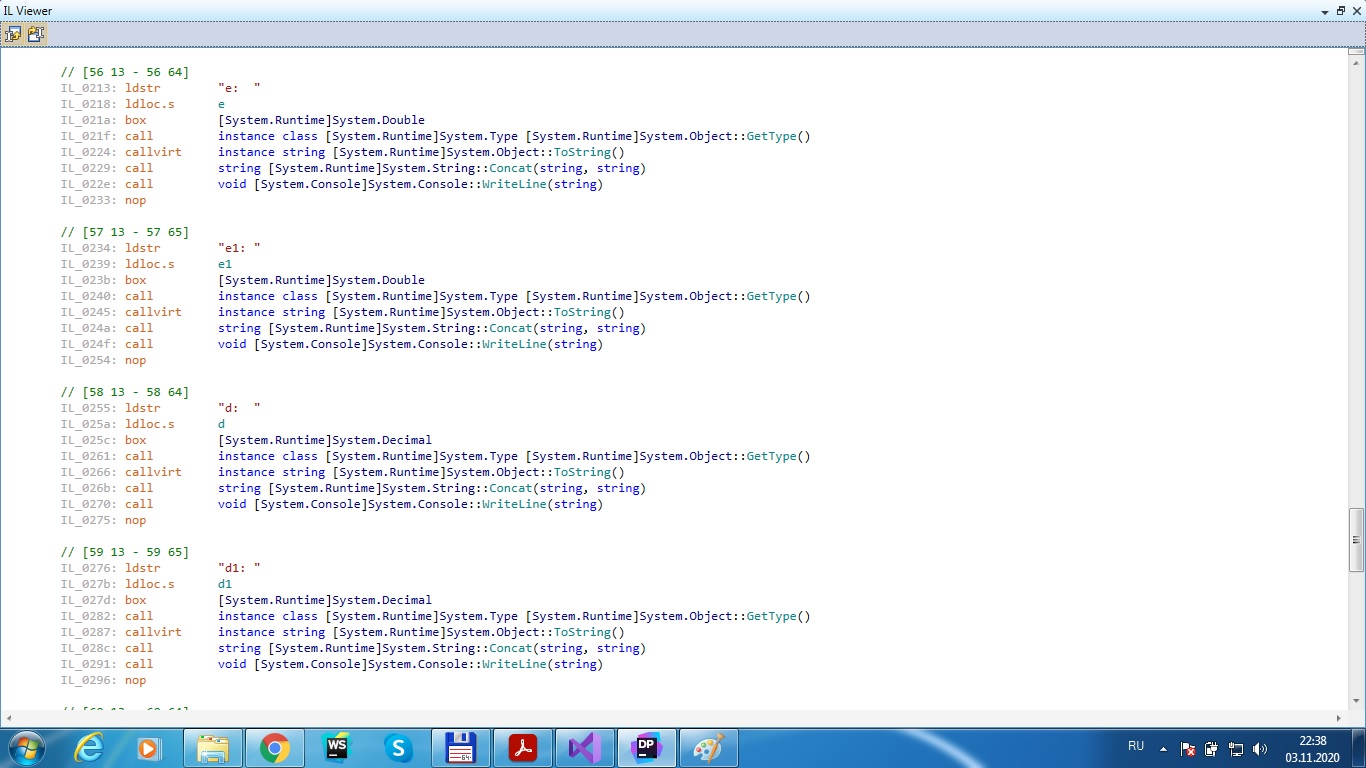 IL Viewer
// [56 13 - 56 64]
IL_0213: ldstr        "e:  "
IL_0218: ldloc.s      e
IL_021a: box          [System.Runtime]System.Double
IL_021f: call         instance class [System.Runtime]System.Type [System.Runtime]System.Object::GetType()
IL_0224: callvirt     instance string [System.Runtime]System.Object::ToString()
IL_0229: call         string [System.Runtime]System.String::Concat(string, string)
IL_022e: call         void [System.Console]System.Console::WriteLine(string)
IL_0233: nop
// [57 13 - 57 65]
IL_0234: ldstr        "e1: "
IL_0239: ldloc.s      e1
IL_023b: box          [System.Runtime]System.Double
IL_0240: call         instance class [System.Runtime]System.Type [System.Runtime]System.Object::GetType()
IL_0245: callvirt     instance string [System.Runtime]System.Object::ToString()
IL_024a: call         string [System.Runtime]System.String::Concat(string, string)
IL_024f: call         void [System.Console]System.Console::WriteLine(string)
IL_0254: nop
// [58 13 - 58 64]
IL_0255: ldstr        "d:  "
IL_025a: ldloc.s      d
IL_025c: box          [System.Runtime]System.Decimal
IL_0261: call         instance class [System.Runtime]System.Type [System.Runtime]System.Object::GetType()
IL_0266: callvirt     instance string [System.Runtime]System.Object::ToString()
IL_026b: call         string [System.Runtime]System.String::Concat(string, string)
IL_0270: call         void [System.Console]System.Console::WriteLine(string)
IL_0275: nop
// [59 13 - 59 65]
IL_0276: ldstr        "d1: "
IL_027b: ldloc.s      d1
IL_027d: box          [System.Runtime]System.Decimal
IL_0282: call         instance class [System.Runtime]System.Type [System.Runtime]System.Object::GetType()
IL_0287: callvirt     instance string [System.Runtime]System.Object::ToString()
IL_028c: call         string [System.Runtime]System.String::Concat(string, string)
IL_0291: call         void [System.Console]System.Console::WriteLine(string)
IL_0296: nop
WS
64
DP
RU
22:38
03.11.2020